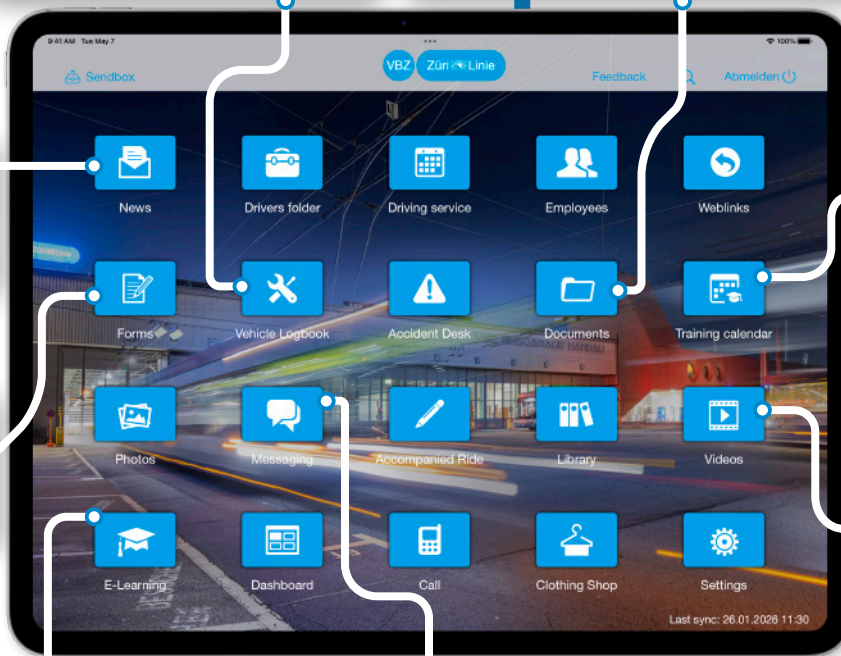 9:41 AM Tue May 7
100%
Sendbox
VBZ Züri Linie
Feedback
Abmelden
News
Drivers folder
Driving service
Employees
Weblinks
Forms
Vehicle Logbook
Accident Desk
Documents
Training calendar
BUSGARAGE HARDAU
Photos
Messaging
Accompanied Ride
Library
Videos
E-Learning
Dashboard
Call
Clothing Shop
Settings
Last sync: 26.01.2026 11:30